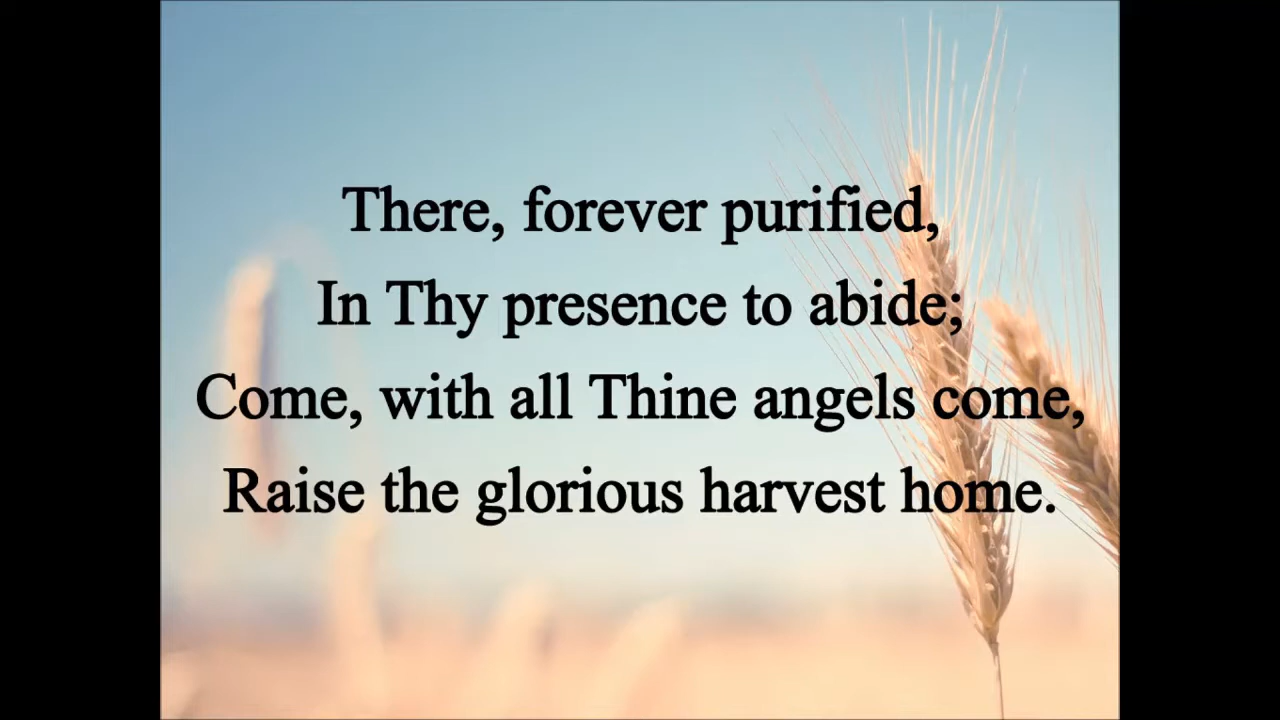 There, forever purified,
In Thy presence to abide;
Come, with all Thine angels come,
Raise the glorious harvest home.